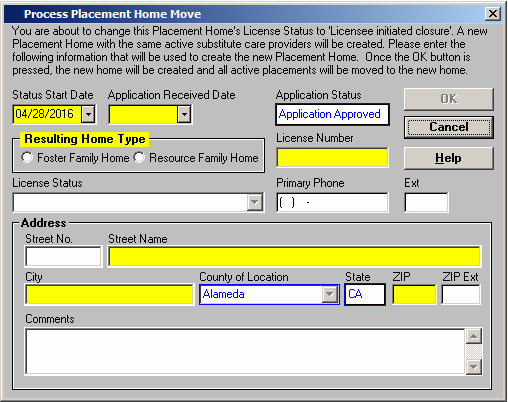 Process Placement Home Move
You are about to change this Placement Home's License Status to 'Licensee initiated closure'. A new
Placement Home with the same active substitute care providers will be created. Please enter the
following information that will be used to create the new Placement Home. Once the OK button is
pressed, the new home will be created and all active placements will be moved to the new home.
Status Start Date Application Received Date Application Status
04/28/2016 Application Approved OK
Cancel
Resulting Home Type License Number
Foster Family Home Resource Family Home Help
License Status Primary Phone Ext
( ) -
Address
Street No. Street Name
City County of Location State ZIP ZIP Ext
Alameda CA
Comments